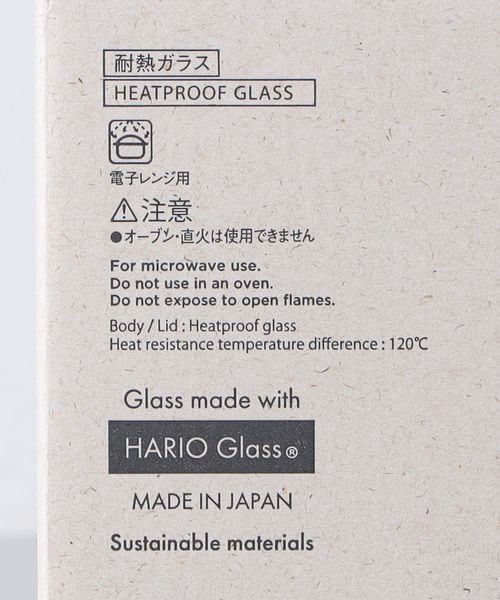 耐熱ガラス
HEATPROOF GLASS
電子レンジ用
⚠注意
●オーブン・直火は使用できません
For microwave use.
Do not use in an oven.
Do not expose to open flames.
Body / Lid : Heatproof glass
Heat resistance temperature difference : 120℃
Glass made with
HARIO Glass®
MADE IN JAPAN
Sustainable materials